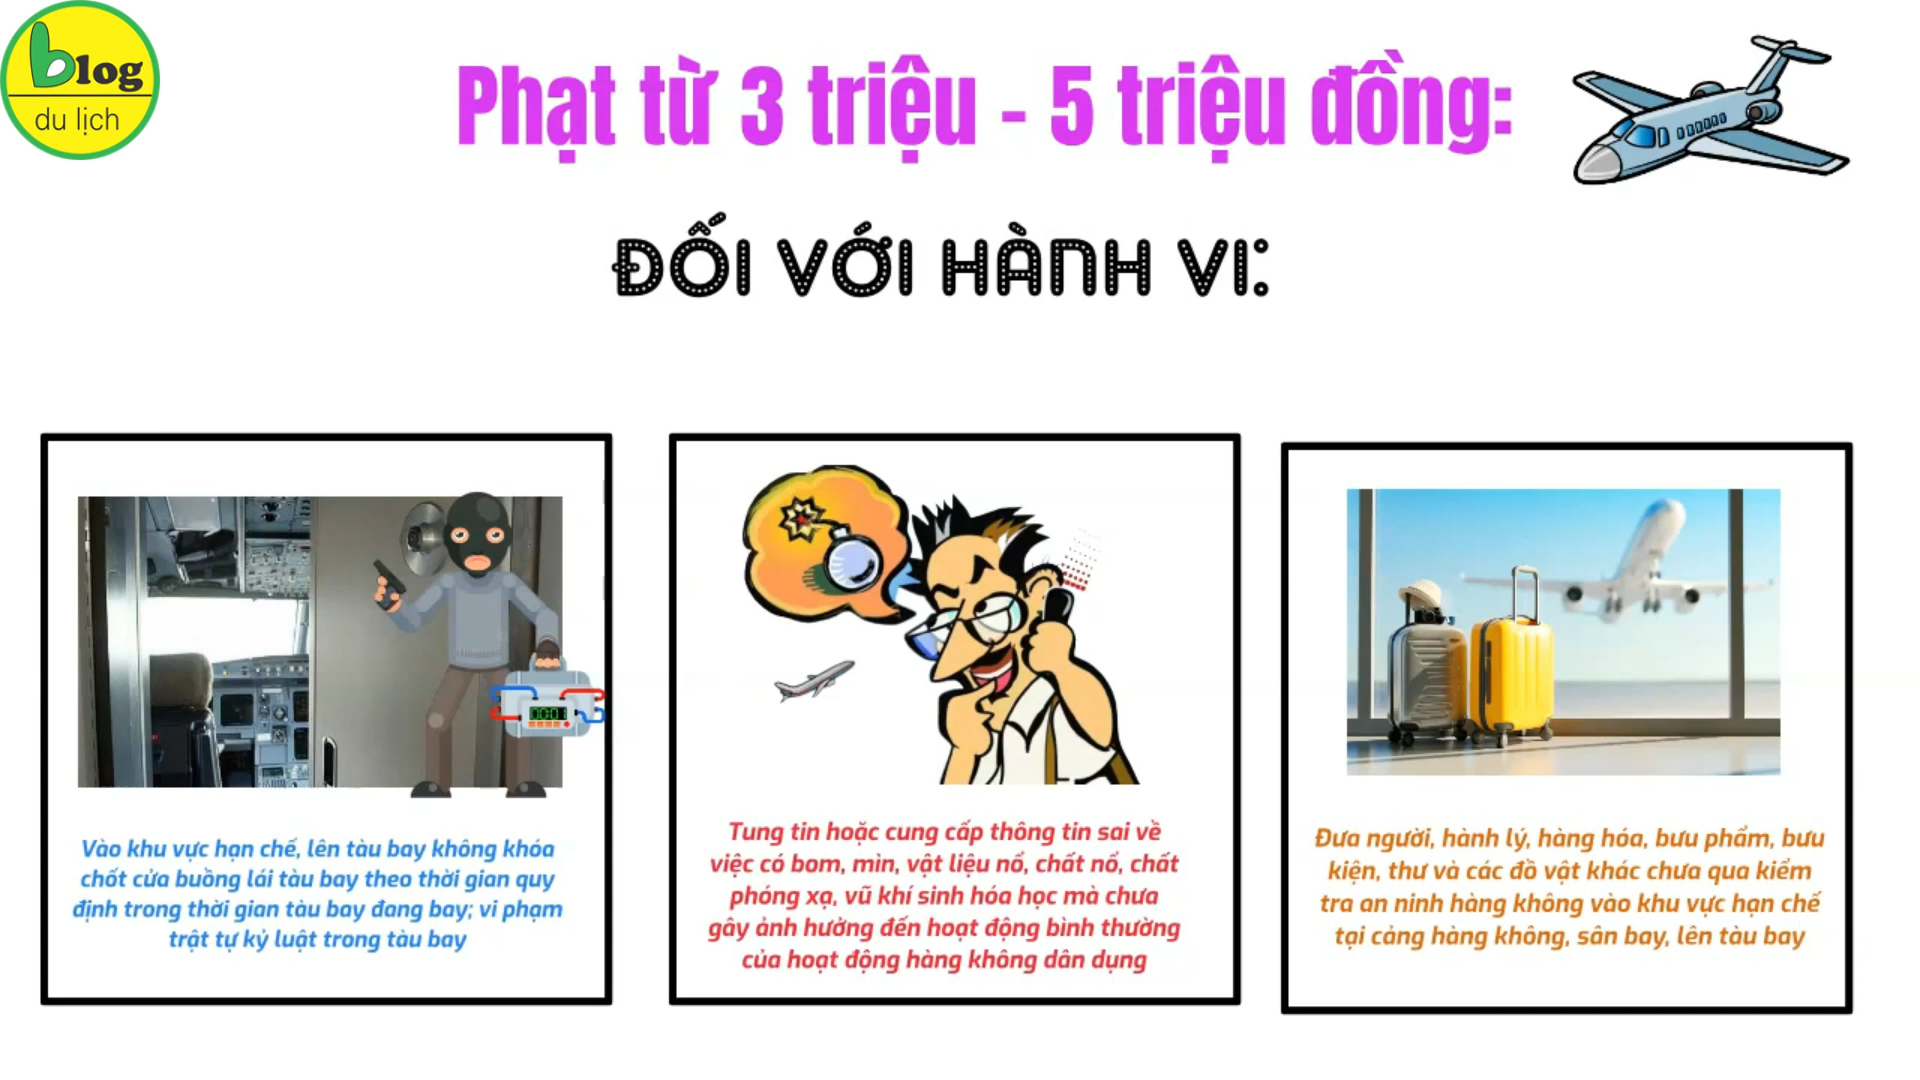 blog
du lịch
Phạt từ 3 triệu - 5 triệu đồng:
ĐỐI VỚI HÀNH VI:
00:01
Vào khu vực hạn chế, lên tàu bay không khóa
chốt cửa buồng lái tàu bay theo thời gian quy
định trong thời gian tàu bay đang bay; vi phạm
trật tự kỷ luật trong tàu bay
Tung tin hoặc cung cấp thông tin sai về
việc có bom, mìn, vật liệu nổ, chất nổ, chất
phóng xạ, vũ khí sinh hóa học mà chưa
gây ảnh hưởng đến hoạt động bình thường
của hoạt động hàng không dân dụng
Đưa người, hành lý, hàng hóa, bưu phẩm, bưu
kiện, thư và các đồ vật khác chưa qua kiểm
tra an ninh hàng không vào khu vực hạn chế
tại cảng hàng không, sân bay, lên tàu bay